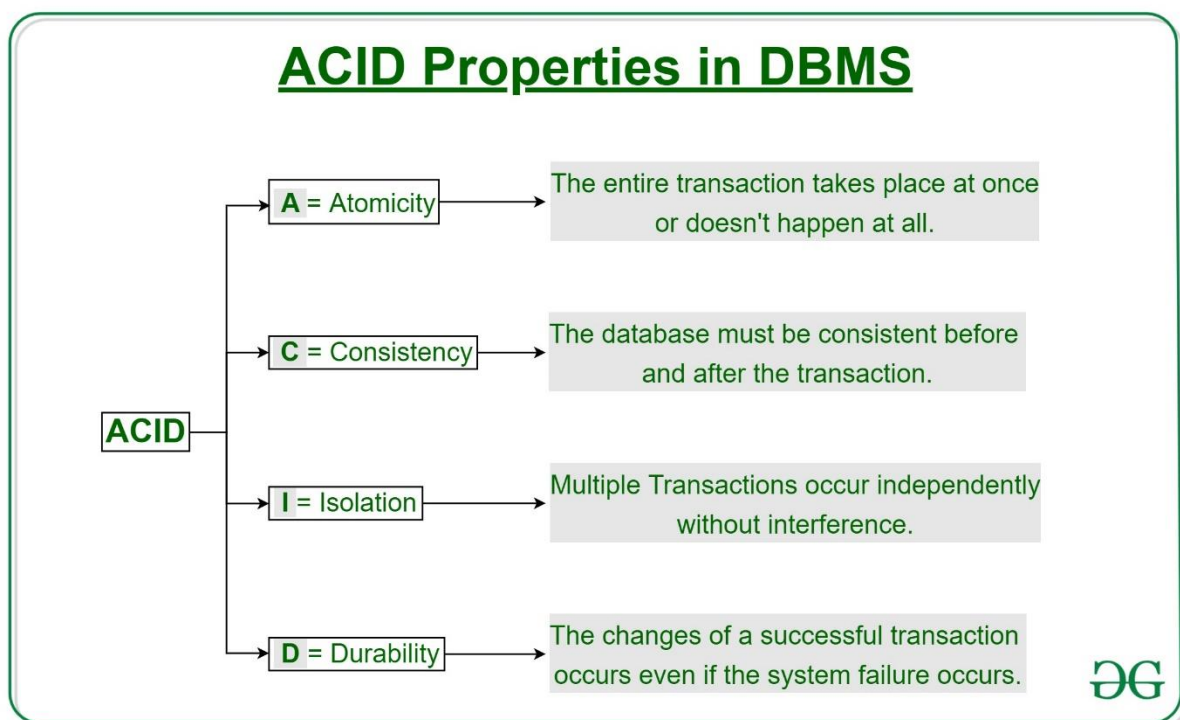 ACID Properties in DBMS
A = Atomicity
The entire transaction takes place at once
or doesn't happen at all.
C = Consistency
The database must be consistent before
and after the transaction.
ACID
I = Isolation
Multiple Transactions occur independently
without interference.
D = Durability
The changes of a successful transaction
occurs even if the system failure occurs.